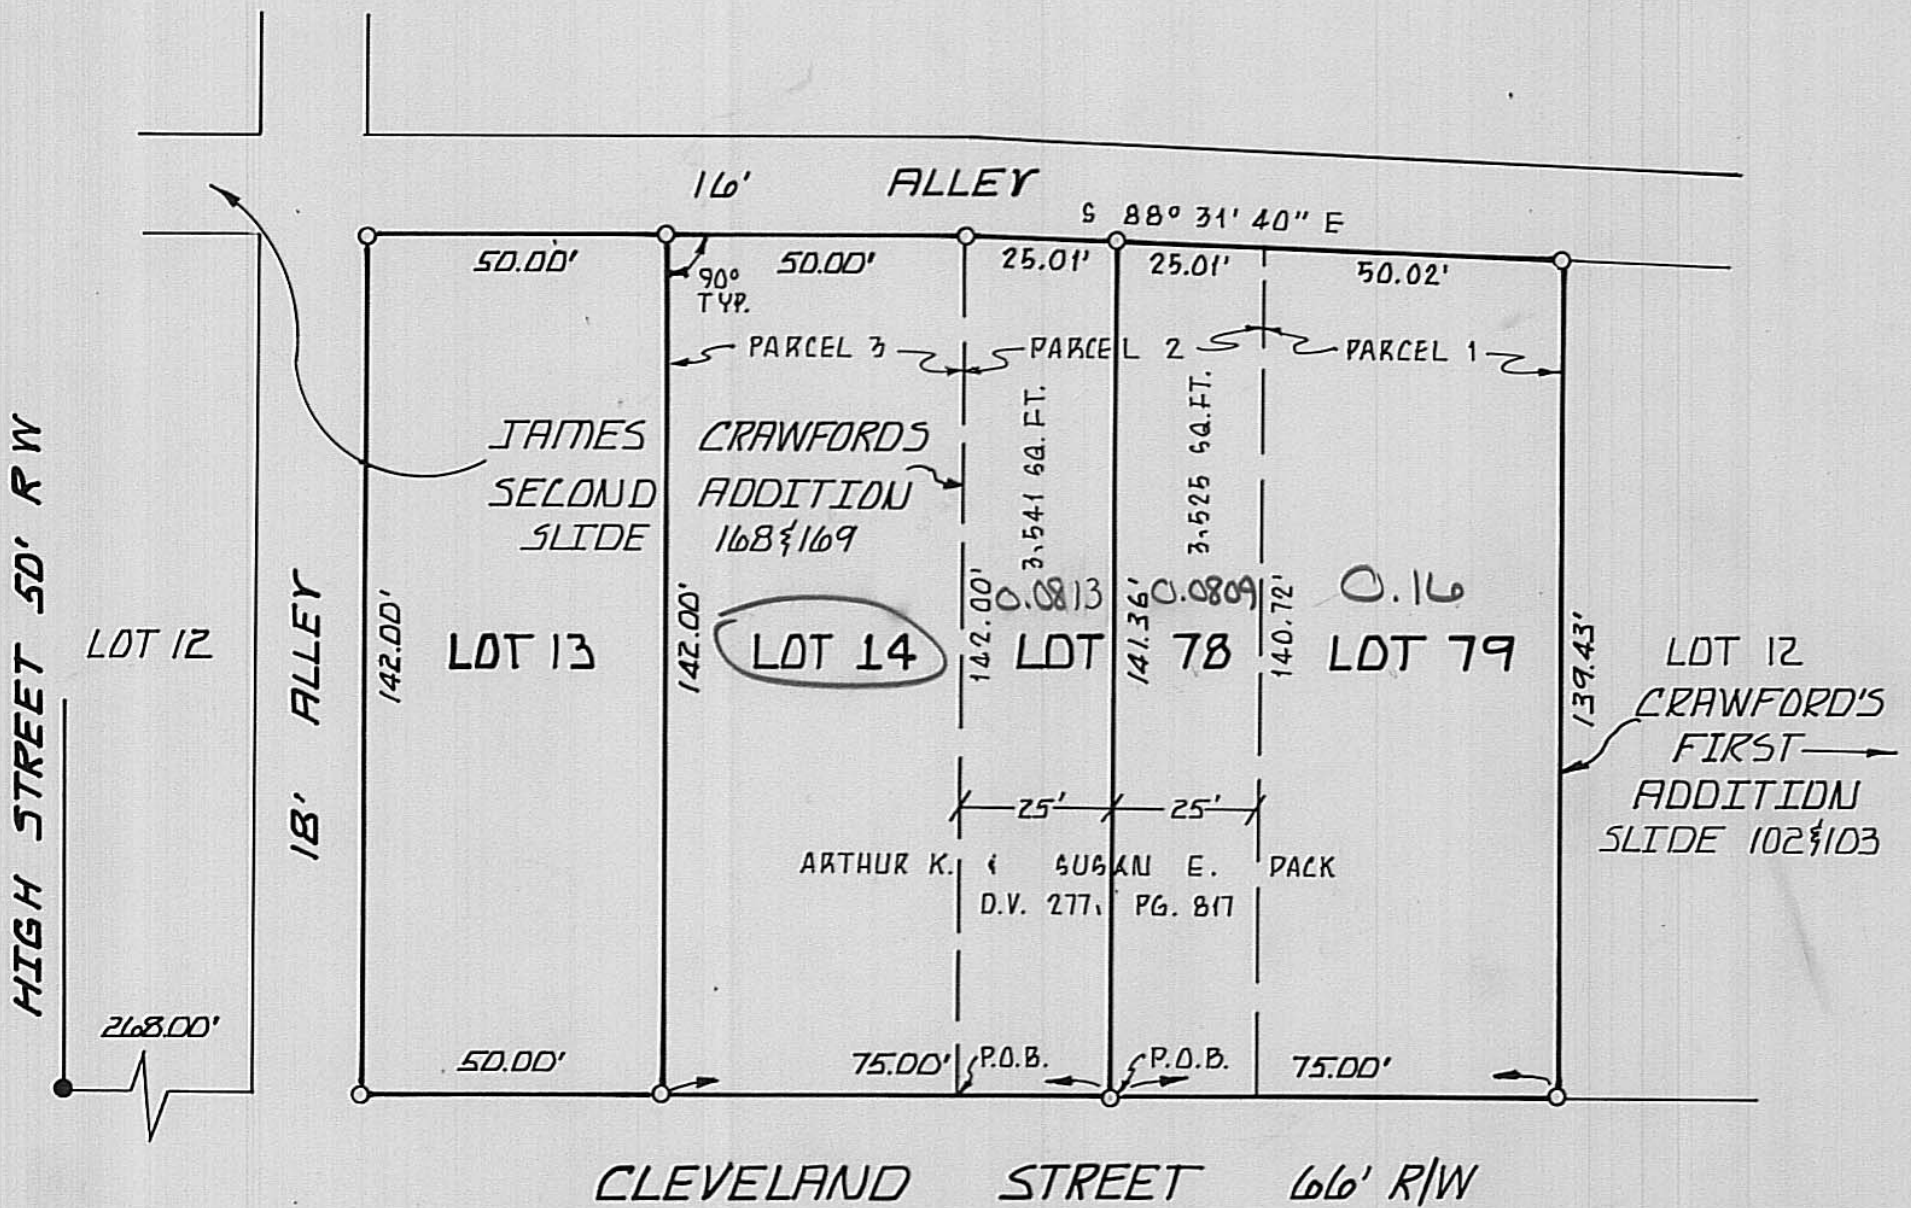 16' ALLEY
S 88° 31' 40" E
50.00'
50.00'
25.01'
25.01'
50.02'
90°
TYP.
PARCEL 3
PARCEL 2
PARCEL 1
JAMES CRAWFORDS
SECOND ADDITION
SLIDE 168 & 169
3,541 SQ.FT.
3,525 SQ.FT.
HIGH STREET 50' R W
LOT 12
18' ALLEY
142.00'
LOT 13
142.00'
LOT 14
142.00'
0.0813
141.36'
0.0809
LOT 78
140.72'
0.16
LOT 79
139.43'
LOT 12
CRAWFORD'S
FIRST
ADDITION
SLIDE 102 & 103
25'
25'
ARTHUR K. & SUSAN E. PACK
D.V. 277, PG. 817
268.00'
50.00'
75.00'
P.O.B.
P.O.B.
75.00'
CLEVELAND STREET 66' R/W